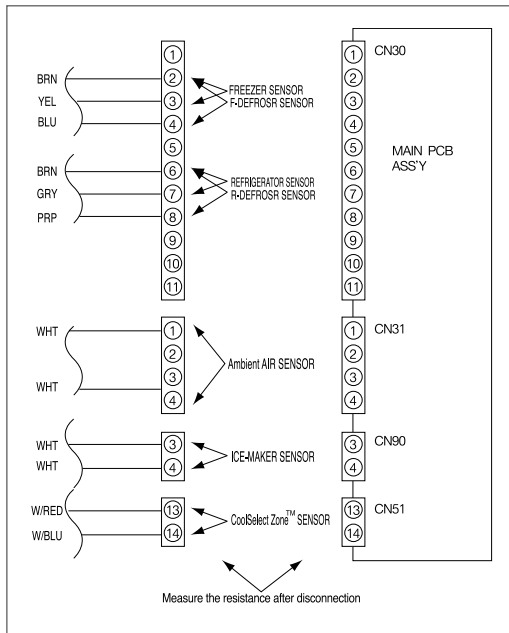 ① ① CN30
BRN ② ②
FREEZER SENSOR
YEL ③ ③
F-DEFROSR SENSOR
BLU ④ ④
⑤ ⑤
MAIN PCB
ASS'Y
BRN ⑥ ⑥
REFRIGERATOR SENSOR
GRY ⑦ ⑦
R-DEFROSR SENSOR
PRP ⑧ ⑧
⑨ ⑨
⑩ ⑩
⑪ ⑪
WHT ① ① CN31
② ②
Ambient AIR SENSOR
③ ③
WHT ④ ④
WHT ③ ③ CN90
ICE-MAKER SENSOR
WHT ④ ④
W/RED ⑬ ⑬ CN51
CoolSelect Zone™ SENSOR
W/BLU ⑭ ⑭
Measure the resistance after disconnection